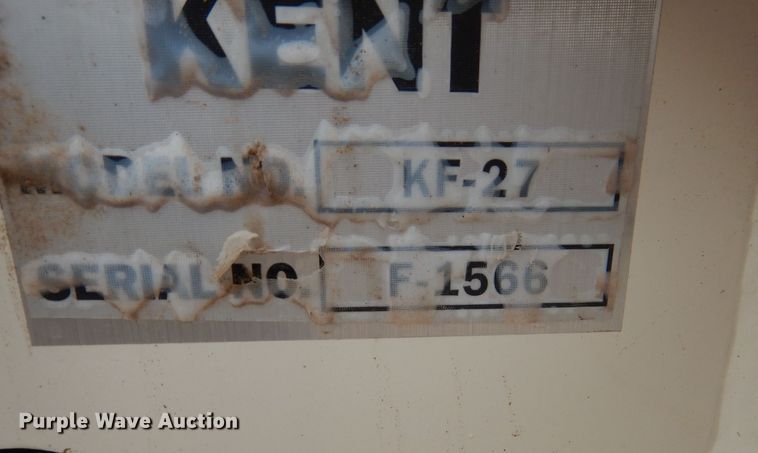 KENT
MODEL NO. KF-27
SERIAL NO. F-1566
Purple Wave Auction